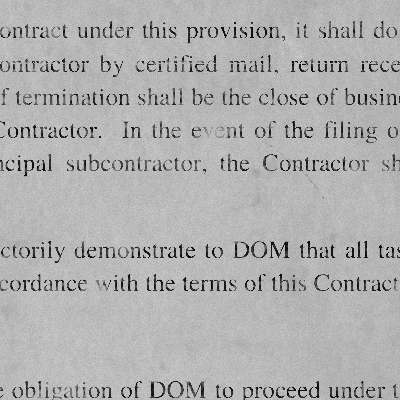 ontract under this provision, it shall do
ontractor by certified mail, return rece
f termination shall be the close of busin
Contractor. In the event of the filing o
ncipal subcontractor, the Contractor sh
ctorily demonstrate to DOM that all tas
cordance with the terms of this Contract
e obligation of DOM to proceed under t